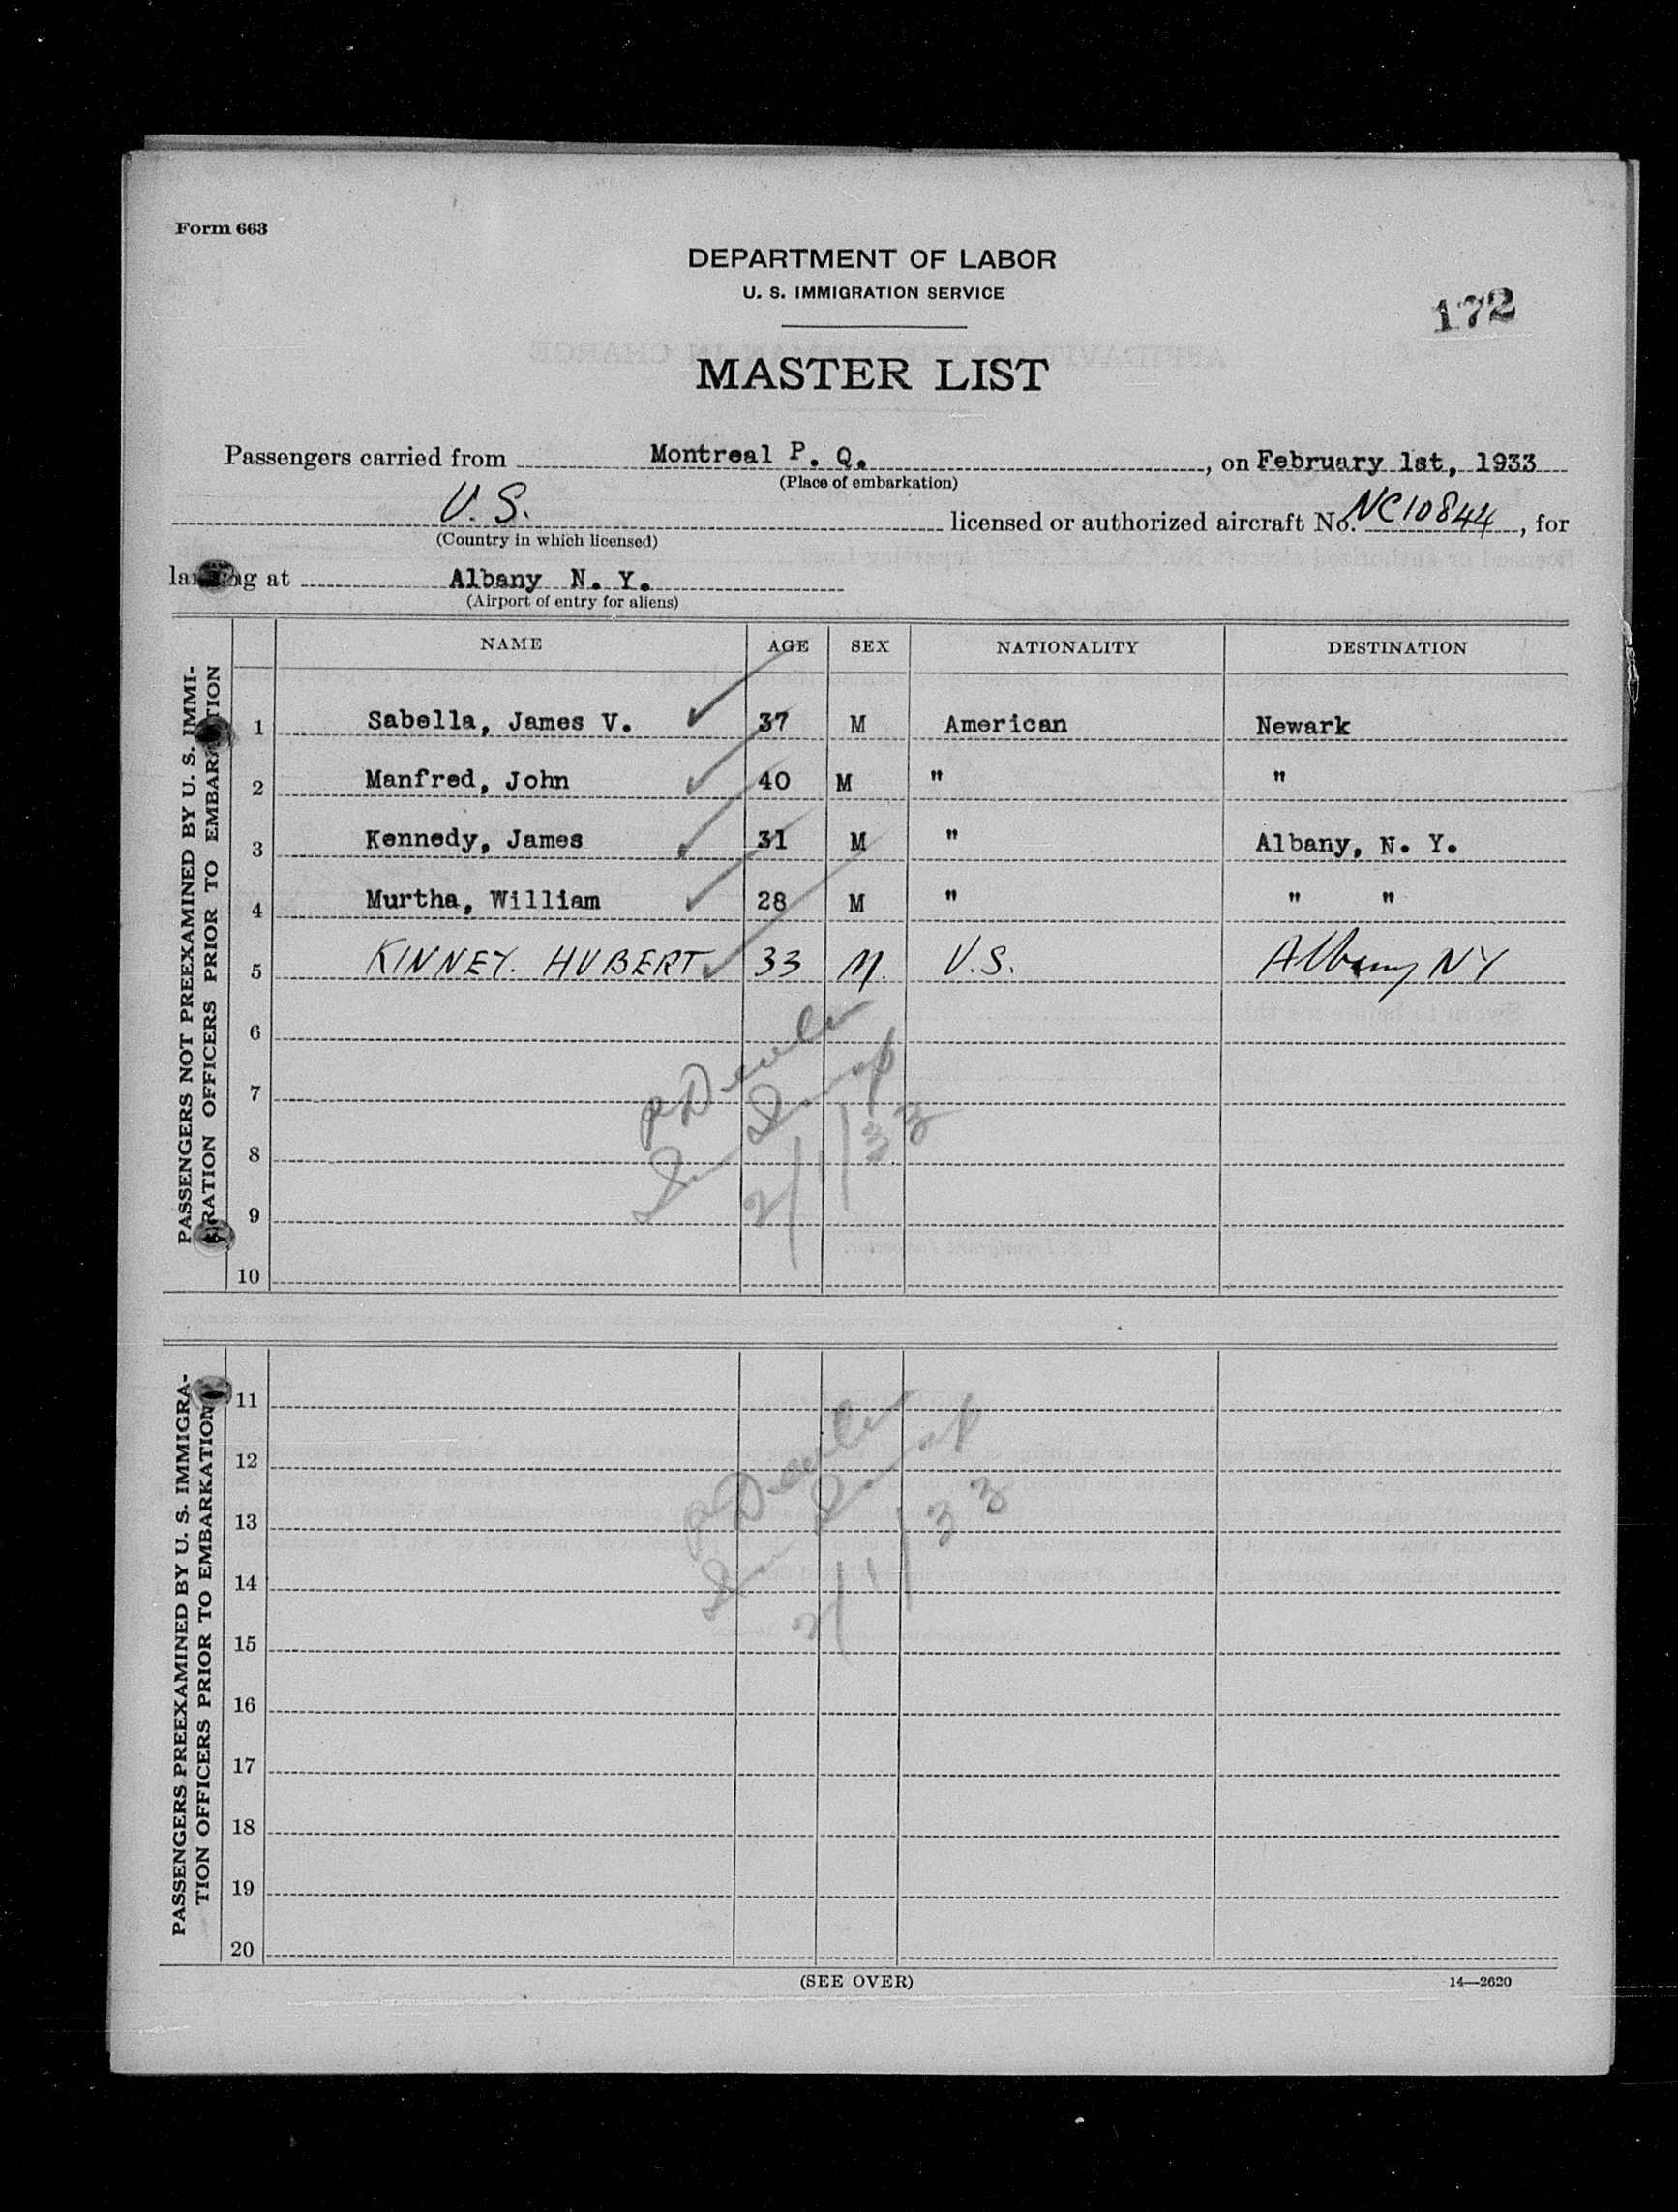 Form 663
DEPARTMENT OF LABOR
U. S. IMMIGRATION SERVICE
172
MASTER LIST
Passengers carried from Montreal P. Q., on February 1st, 1933
(Place of embarkation)
U. S. licensed or authorized aircraft No. NC10844, for
(Country in which licensed)
landing at Albany N. Y.
(Airport of entry for aliens)
NAME AGE SEX NATIONALITY DESTINATION
PASSENGERS NOT PREEXAMINED BY U. S. IMMI-
GRATION OFFICERS PRIOR TO EMBARKATION
1 Sabella, James V. 37 M American Newark
2 Manfred, John 40 M " "
3 Kennedy, James 31 M " Albany, N. Y.
4 Murtha, William 28 M " " "
5 KINNEY. HUBERT 33 M. U.S. Albany NY
6
7
8
9
10
2/1/33
PASSENGERS PREEXAMINED BY U. S. IMMIGRA-
TION OFFICERS PRIOR TO EMBARKATION
11
12
13
14
15
16
17
18
19
20
2/1/33
(SEE OVER)
14—2620